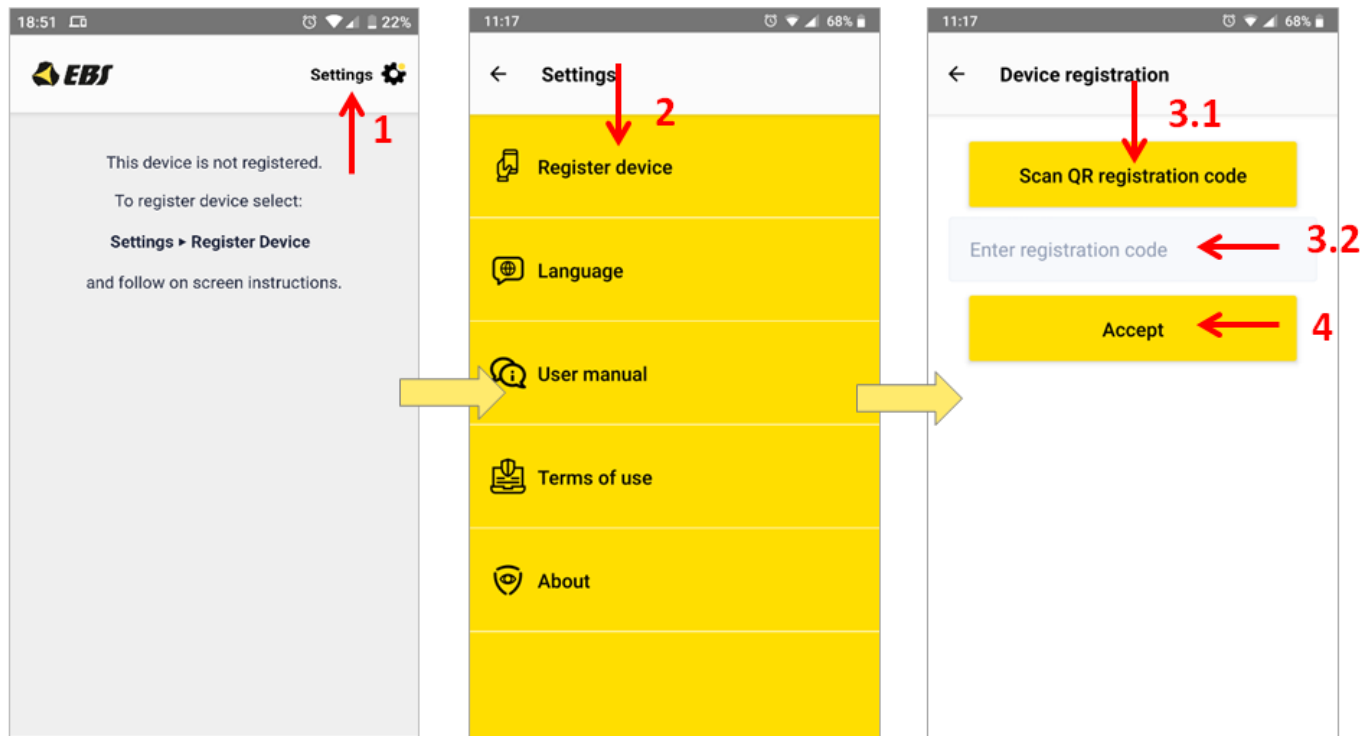 18:51 22%
EBS Settings
1
This device is not registered.
To register device select:
Settings ▸ Register Device
and follow on screen instructions.
11:17 68%
← Settings
2
Register device
Language
User manual
Terms of use
About
11:17 68%
← Device registration
3.1
Scan QR registration code
Enter registration code 3.2
Accept 4